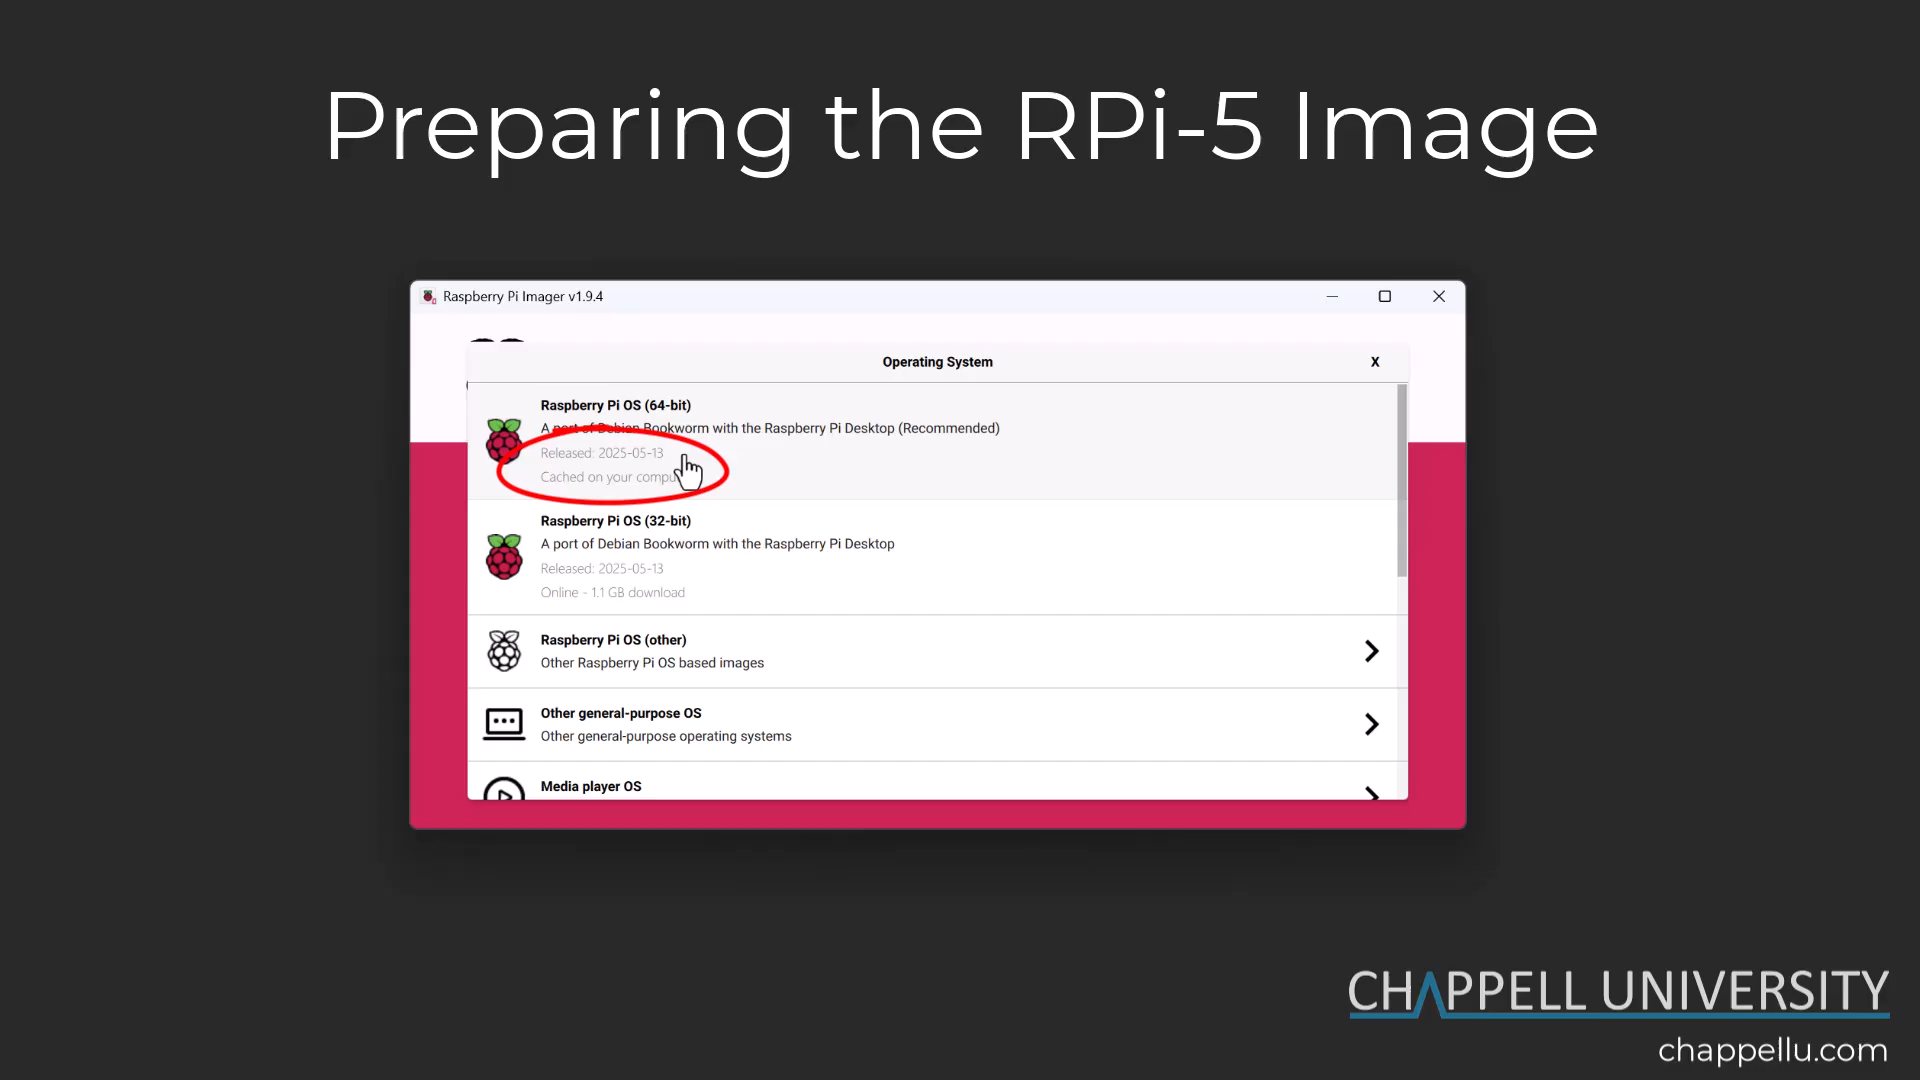 Preparing the RPi-5 Image
Raspberry Pi Imager v1.9.4
Operating System
X
Raspberry Pi OS (64-bit)
A port of Debian Bookworm with the Raspberry Pi Desktop (Recommended)
Released: 2025-05-13
Cached on your compu
Raspberry Pi OS (32-bit)
A port of Debian Bookworm with the Raspberry Pi Desktop
Released: 2025-05-13
Online - 1.1 GB download
Raspberry Pi OS (other)
Other Raspberry Pi OS based images
Other general-purpose OS
Other general-purpose operating systems
Media player OS
CHAPPELL UNIVERSITY
chappellu.com